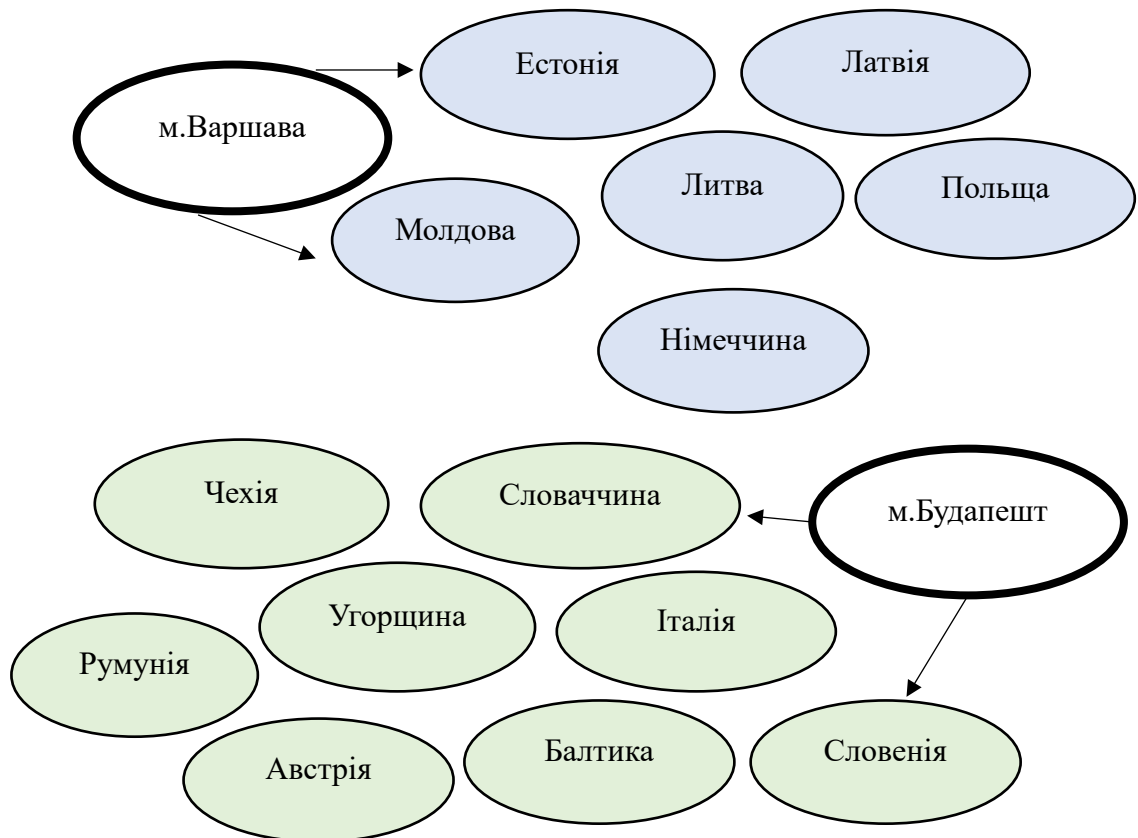 Естонія
Латвія
м.Варшава
Литва
Польща
Молдова
Німеччина
Чехія
Словаччина
м.Будапешт
Угорщина
Італія
Румунія
Австрія
Балтика
Словенія